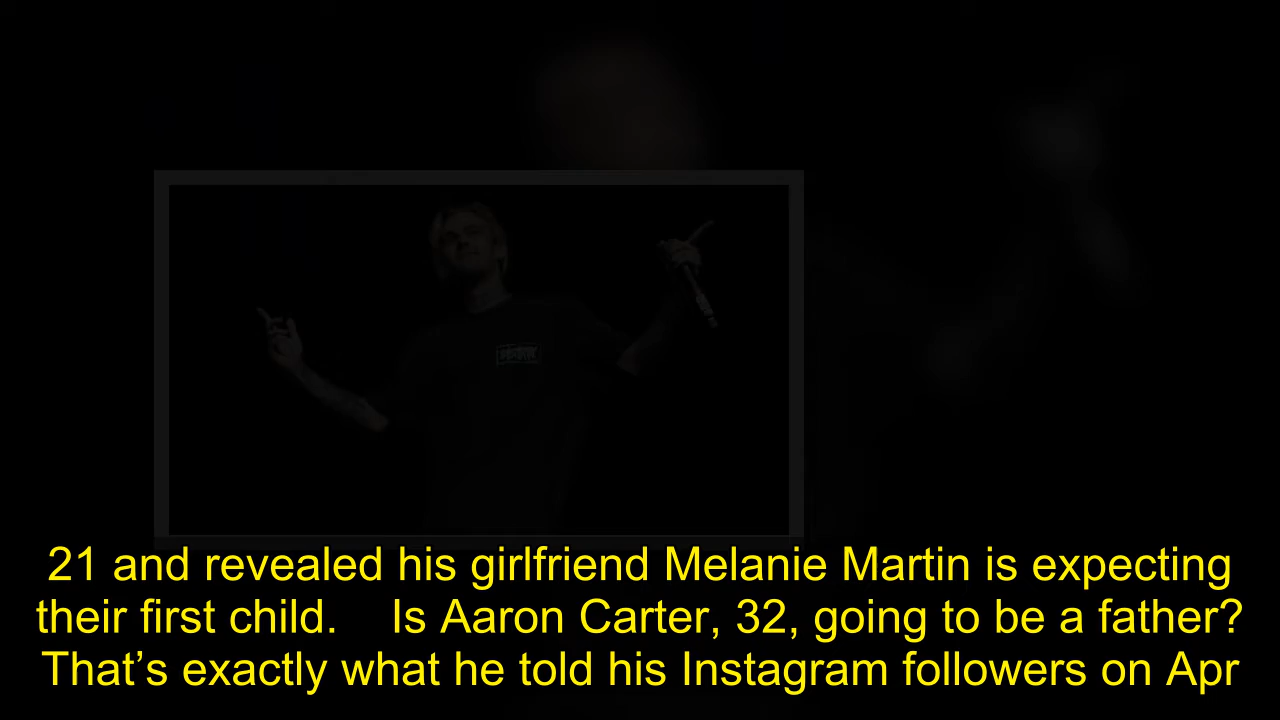 21 and revealed his girlfriend Melanie Martin is expecting
their first child. Is Aaron Carter, 32, going to be a father?
That’s exactly what he told his Instagram followers on Apr